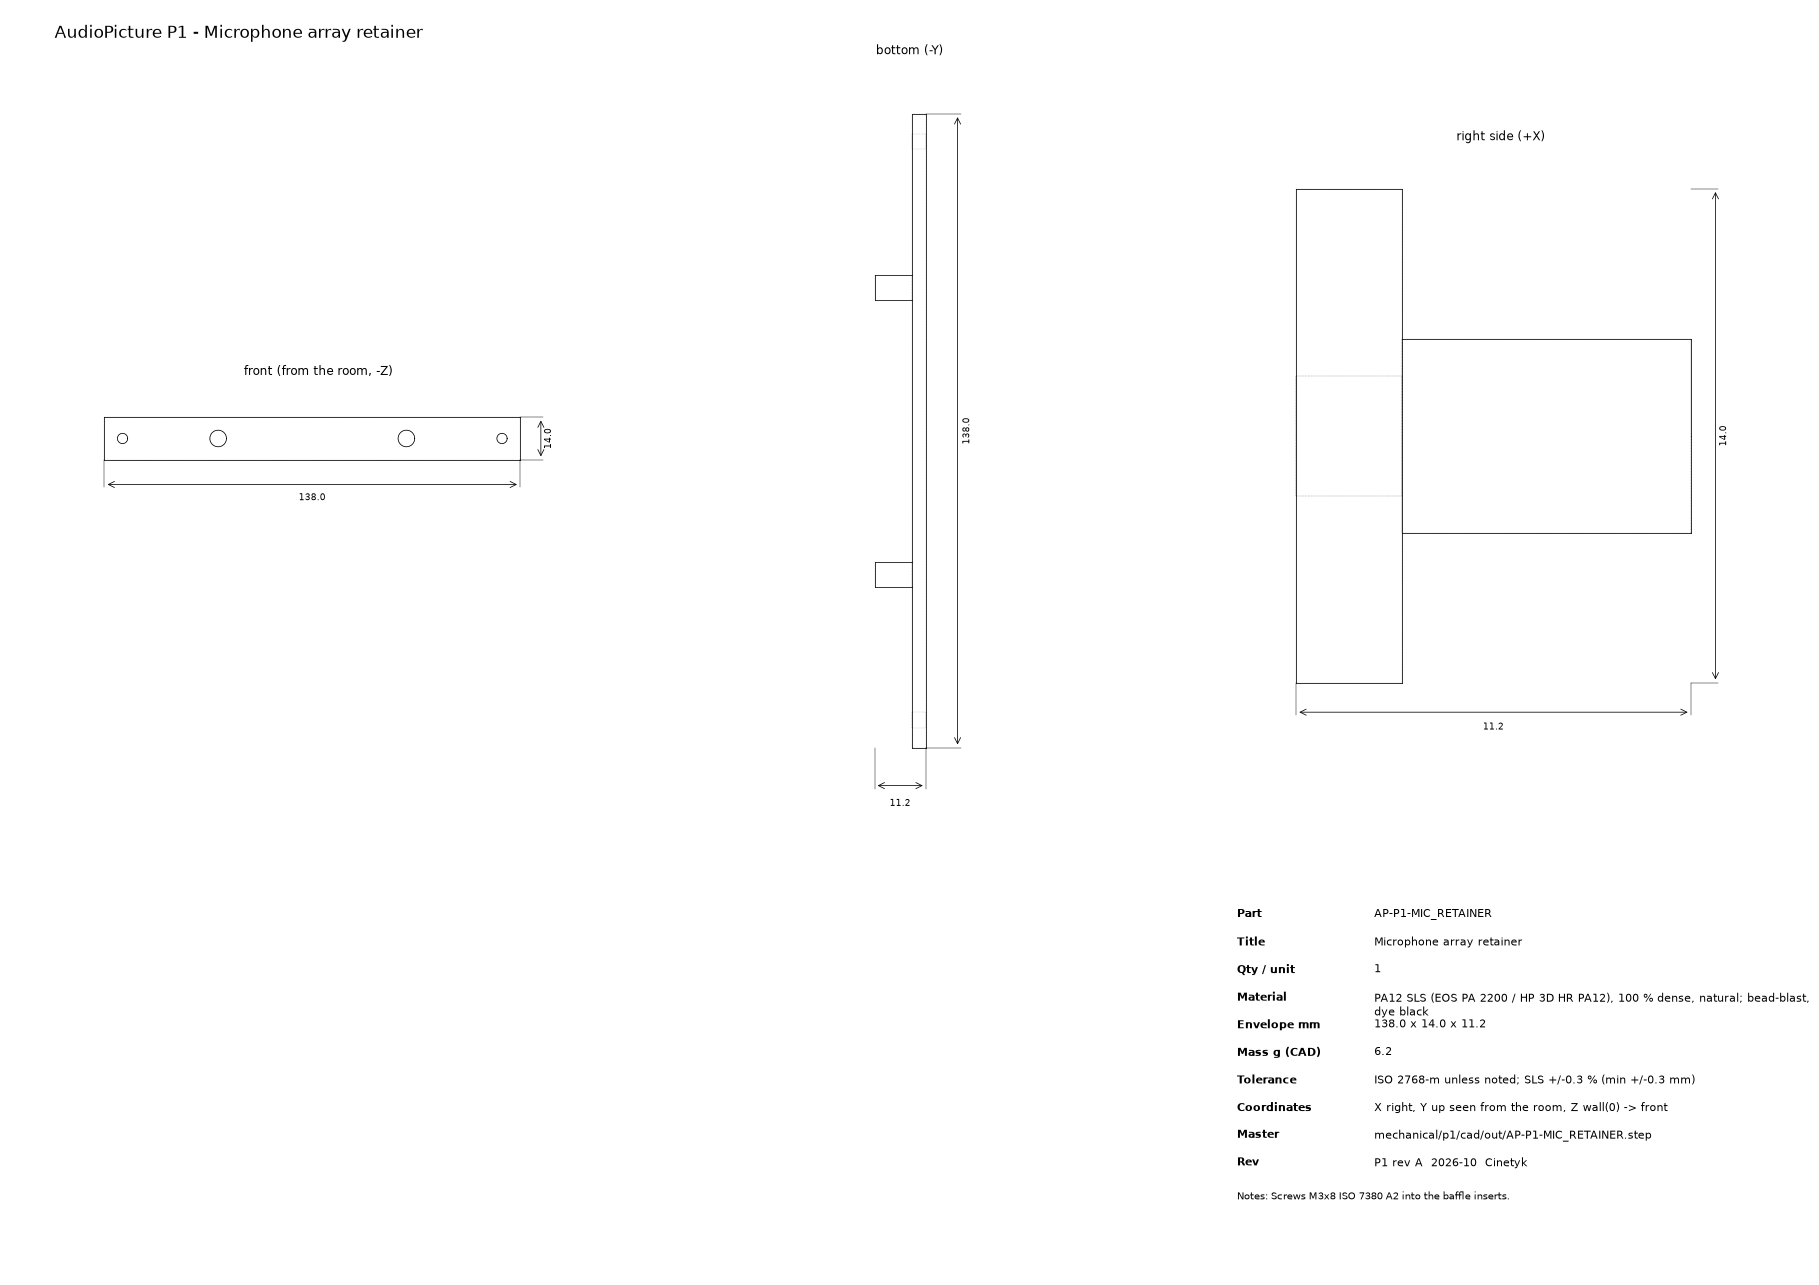 AudioPicture P1 - Microphone array retainer
bottom (-Y)
right side (+X)
front (from the room, -Z)
14.0
138.0
138.0
11.2
14.0
11.2
Part AP-P1-MIC_RETAINER
Title Microphone array retainer
Qty / unit 1
Material PA12 SLS (EOS PA 2200 / HP 3D HR PA12), 100 % dense, natural; bead-blast,
dye black
Envelope mm 138.0 x 14.0 x 11.2
Mass g (CAD) 6.2
Tolerance ISO 2768-m unless noted; SLS +/-0.3 % (min +/-0.3 mm)
Coordinates X right, Y up seen from the room, Z wall(0) -> front
Master mechanical/p1/cad/out/AP-P1-MIC_RETAINER.step
Rev P1 rev A 2026-10 Cinetyk
Notes: Screws M3x8 ISO 7380 A2 into the baffle inserts.